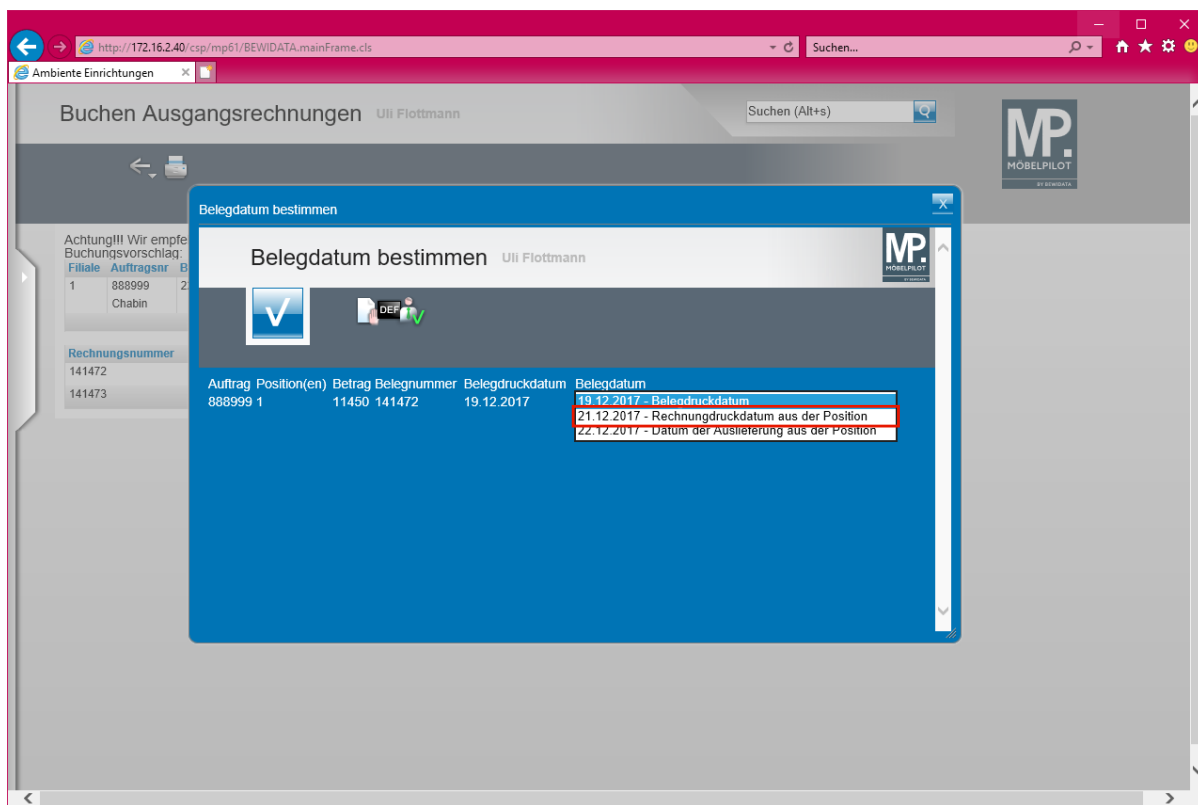 http://172.16.2.40/csp/mp61/BEWIDATA.mainFrame.cls
Suchen...
Ambiente Einrichtungen
Buchen Ausgangsrechnungen Uli Flottmann
Suchen (Alt+s)
MP.
MÖBELPILOT
BY BEWIDATA
Belegdatum bestimmen
X
Achtung!!! Wir
Buchungsvorschlag:
Filiale Auftragsnr
1 888999
Chabin
Rechnungsnummer
141472
141473
Belegdatum bestimmen Uli Flottmann
MP.
MÖBELPILOT
DEF
Auftrag Position(en) Betrag Belegnummer Belegdruckdatum Belegdatum
888999 1 11450 141472 19.12.2017 19.12.2017 - Belegdruckdatum
21.12.2017 - Rechnungdruckdatum aus der Position
22.12.2017 - Datum der Auslieferung aus der Position